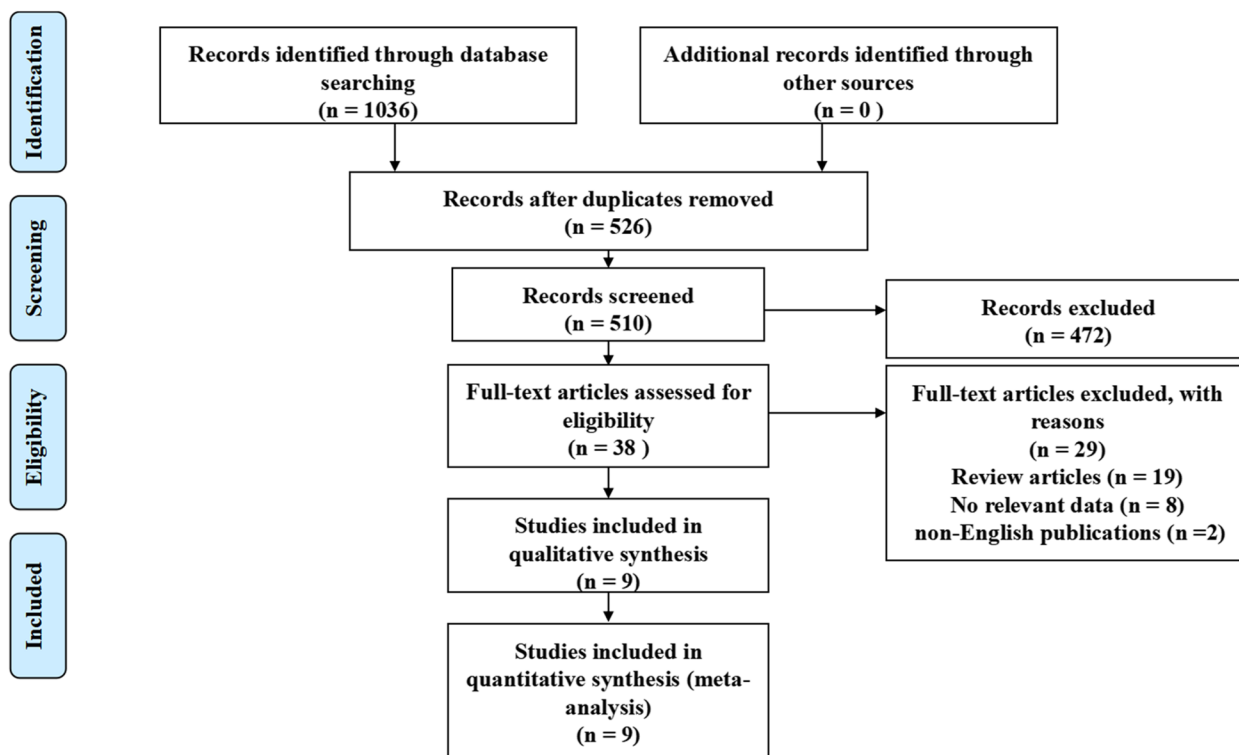 Identification
Records identified through database
searching
(n = 1036)
Additional records identified through
other sources
(n = 0 )
Records after duplicates removed
(n = 526)
Screening
Records screened
(n = 510)
Records excluded
(n = 472)
Eligibility
Full-text articles assessed for
eligibility
(n = 38 )
Full-text articles excluded, with
reasons
(n = 29)
Review articles (n = 19)
No relevant data (n = 8)
non-English publications (n =2)
Studies included in
qualitative synthesis
(n = 9)
Included
Studies included in
quantitative synthesis (meta-
analysis)
(n = 9)